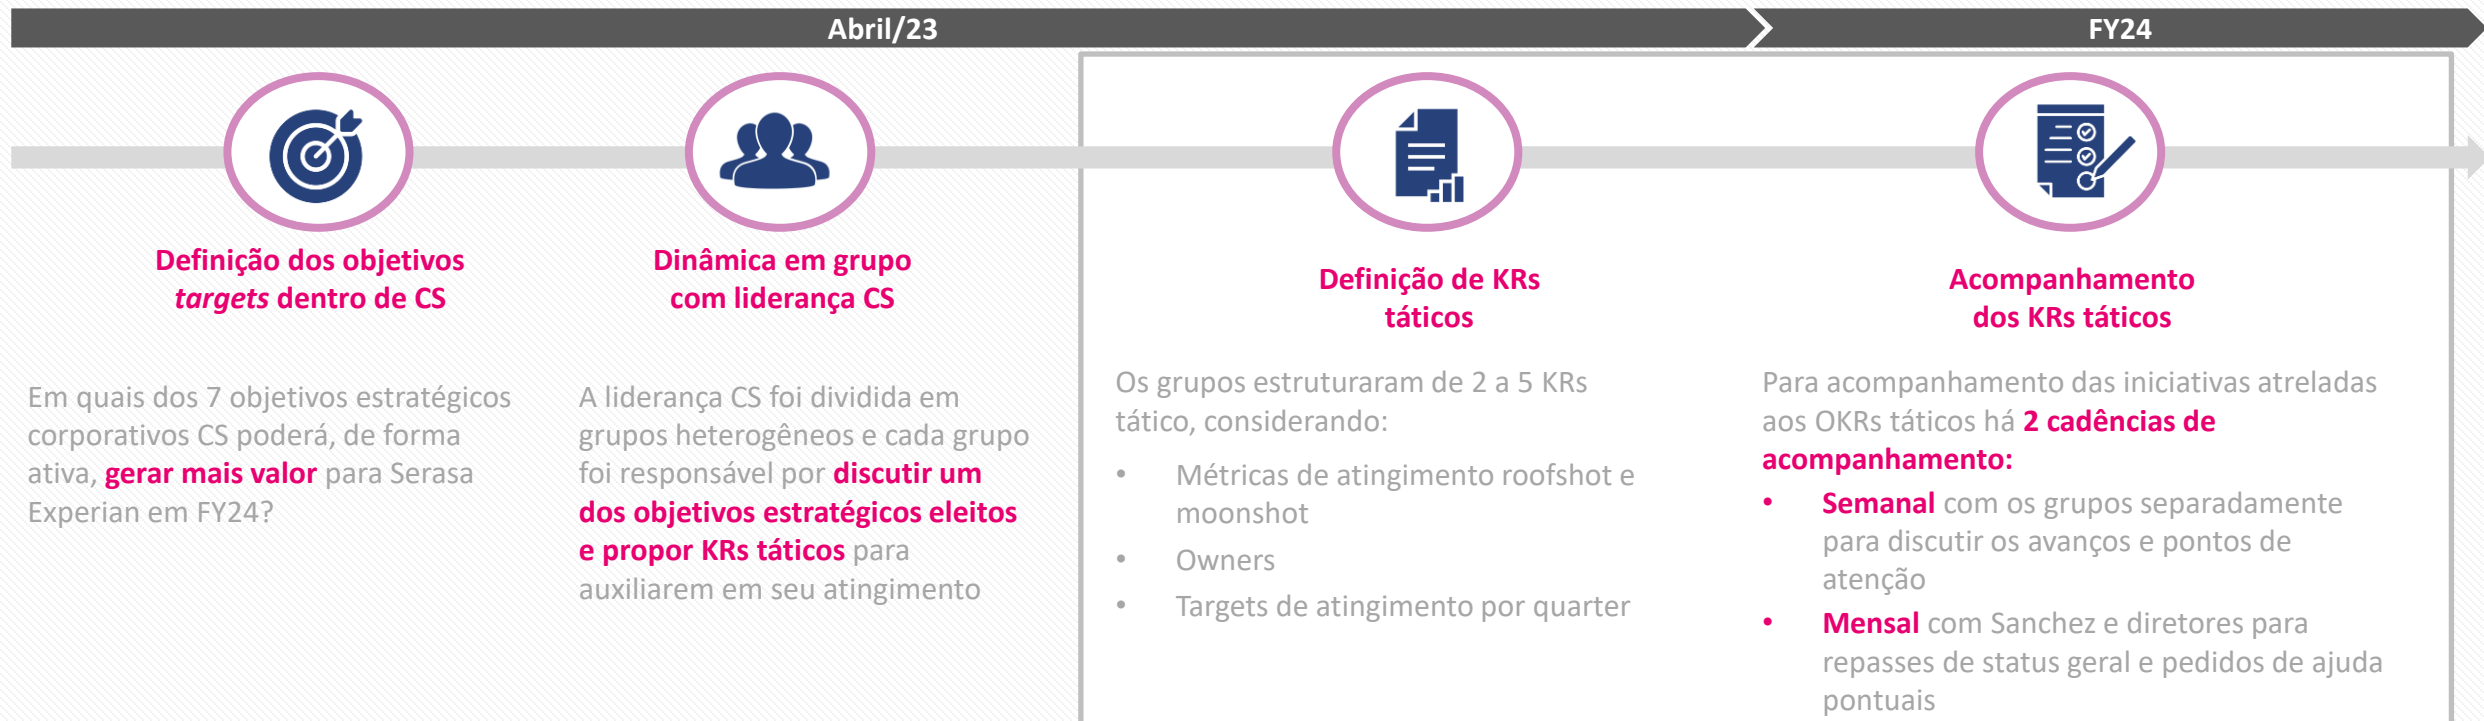 Abril/23
FY24
Definição dos objetivos
targets dentro de CS
Em quais dos 7 objetivos estratégicos
corporativos CS poderá, de forma
ativa, gerar mais valor para Serasa
Experian em FY24?
Dinâmica em grupo
com liderança CS
A liderança CS foi dividida em
grupos heterogêneos e cada grupo
foi responsável por discutir um
dos objetivos estratégicos eleitos
e propor KRs táticos para
auxiliarem em seu atingimento
Definição de KRs
táticos
Os grupos estruturaram de 2 a 5 KRs
tático, considerando:
• Métricas de atingimento roofshot e
moonshot
• Owners
• Targets de atingimento por quarter
Acompanhamento
dos KRs táticos
Para acompanhamento das iniciativas atreladas
aos OKRs táticos há 2 cadências de
acompanhamento:
• Semanal com os grupos separadamente
para discutir os avanços e pontos de
atenção
• Mensal com Sanchez e diretores para
repasses de status geral e pedidos de ajuda
pontuais